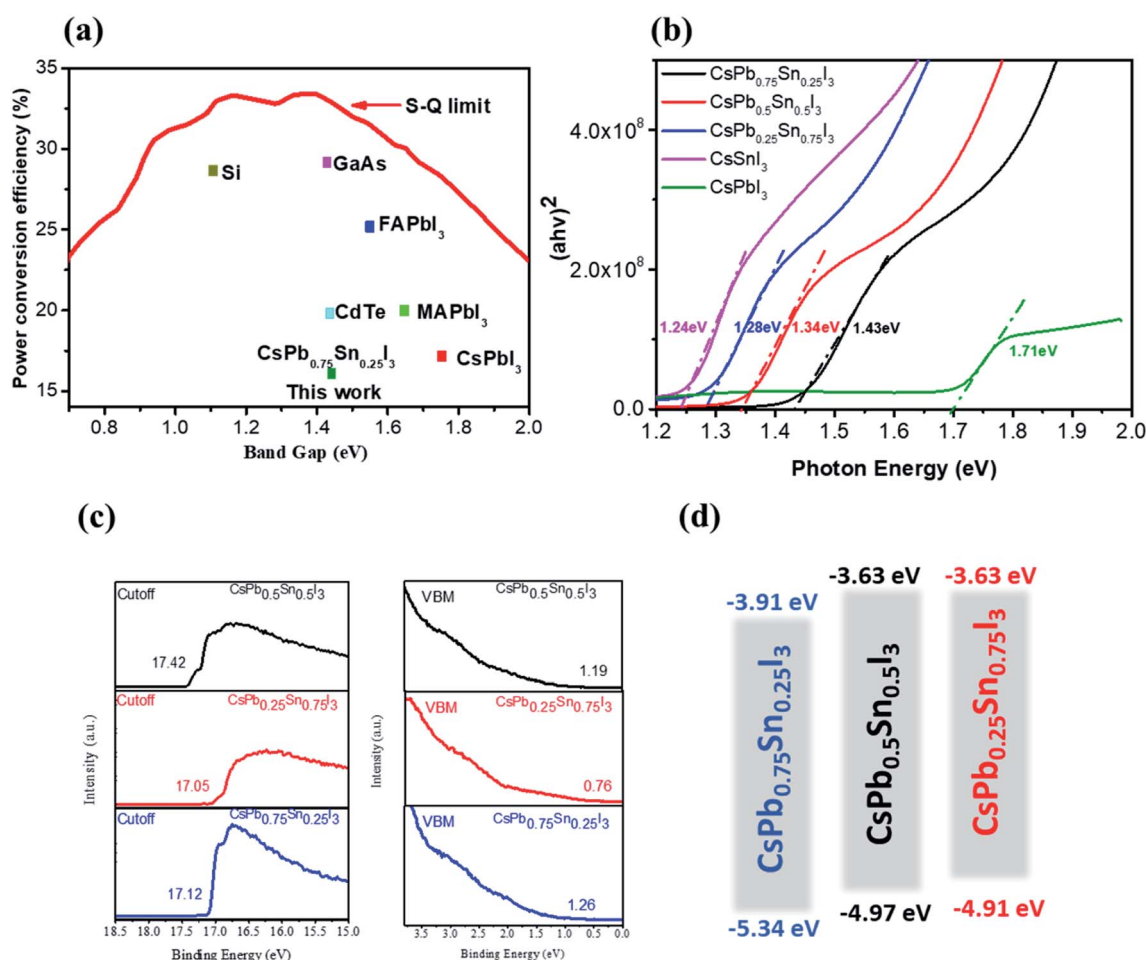 (a)
Power conversion efficiency (%)
35
30
25
20
15
S-Q limit
Si
GaAs
FAPbI₃
CdTe
MAPbI₃
CsPb₀.₇₅Sn₀.₂₅I₃
CsPbI₃
This work
0.8 1.0 1.2 1.4 1.6 1.8 2.0
Band Gap (eV)
(b)
(ahv)²
4.0x10⁸
2.0x10⁸
0.0
CsPb₀.₇₅Sn₀.₂₅I₃
CsPb₀.₅Sn₀.₅I₃
CsPb₀.₂₅Sn₀.₇₅I₃
CsSnI₃
CsPbI₃
1.24eV 1.28eV 1.34eV 1.43eV
1.71eV
1.2 1.3 1.4 1.5 1.6 1.7 1.8 1.9 2.0
Photon Energy (eV)
(c)
Intensity (a.u.)
Cutoff CsPb₀.₅Sn₀.₅I₃
17.42
Cutoff CsPb₀.₂₅Sn₀.₇₅I₃
17.05
Cutoff CsPb₀.₇₅Sn₀.₂₅I₃
17.12
18.5 18.0 17.5 17.0 16.5 16.0 15.5 15.0
Binding Energy (eV)
Intensity (a.u.)
VBM CsPb₀.₅Sn₀.₅I₃
1.19
VBM CsPb₀.₂₅Sn₀.₇₅I₃
0.76
VBM CsPb₀.₇₅Sn₀.₂₅I₃
1.26
3.5 3.0 2.5 2.0 1.5 1.0 0.5 0.0
Binding Energy (eV)
(d)
-3.91 eV
CsPb₀.₇₅Sn₀.₂₅I₃
-5.34 eV
-3.63 eV
CsPb₀.₅Sn₀.₅I₃
-4.97 eV
-3.63 eV
CsPb₀.₂₅Sn₀.₇₅I₃
-4.91 eV